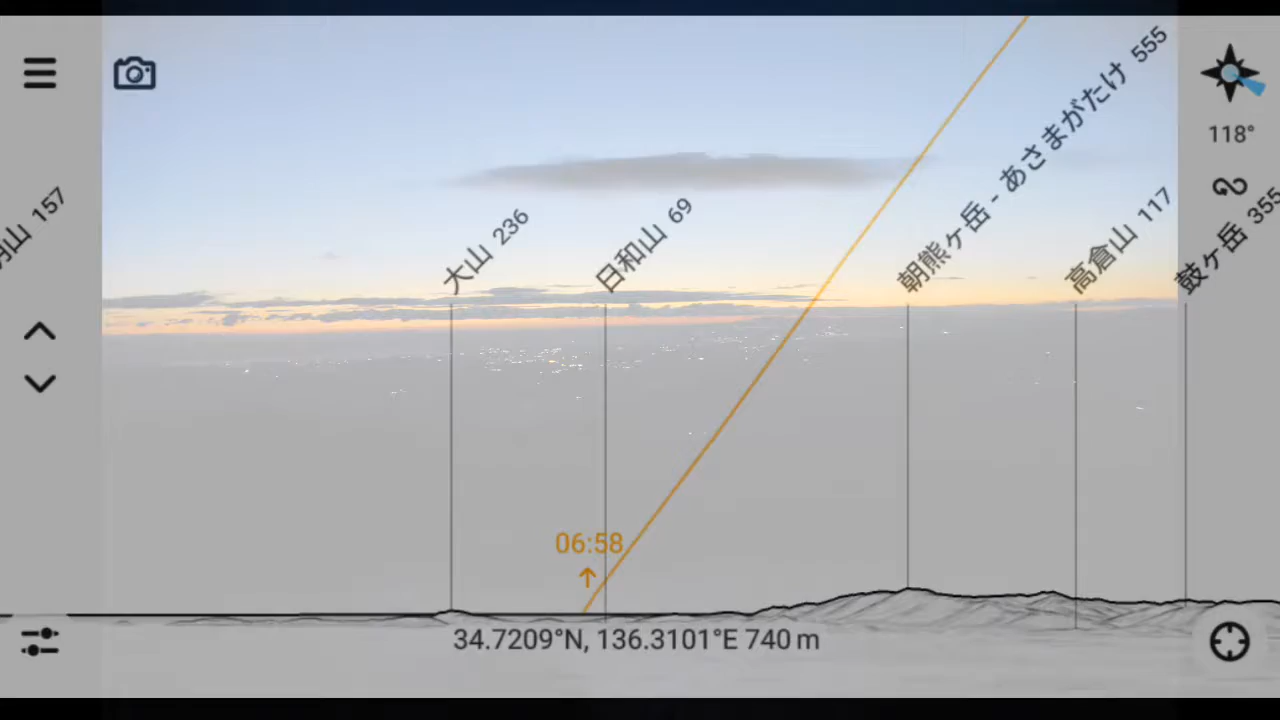 月山 157
大山 236
日和山 69
朝熊ヶ岳 - あさまがたけ 555
高倉山 117
鼓ヶ岳 355
118°
06:58
34.7209°N, 136.3101°E 740 m